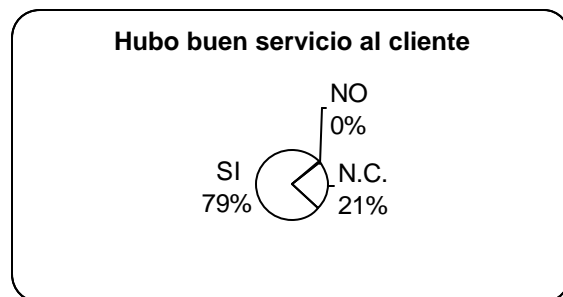 Hubo buen servicio al cliente
NO
0%
SI
79%
N.C.
21%